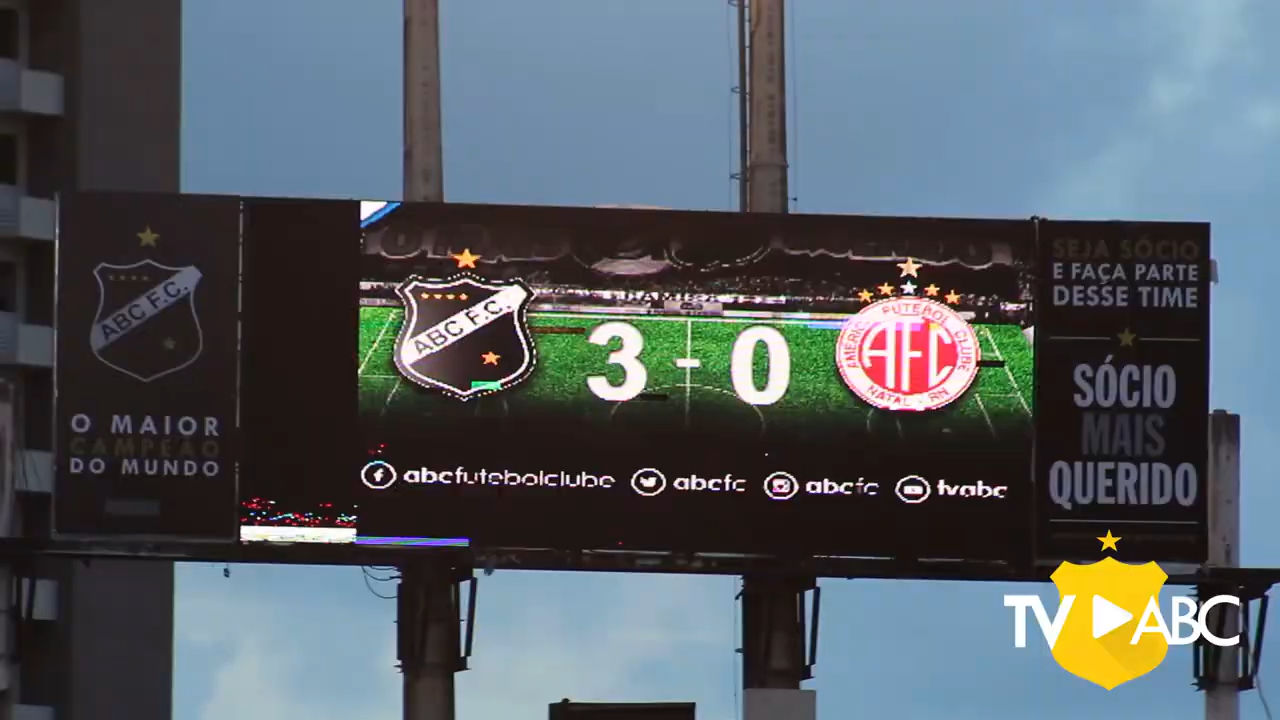 ABC F.C.
O MAIOR
CAMPEÃO
DO MUNDO
ABC F.C.
3 - 0
AMERICA FUTEBOL CLUBE
AFC
NATAL - RN
abcfutebolclube
abcfc
abcfc
tvabc
SEJA SÓCIO
E FAÇA PARTE
DESSE TIME
SÓCIO
MAIS
QUERIDO
TV ABC